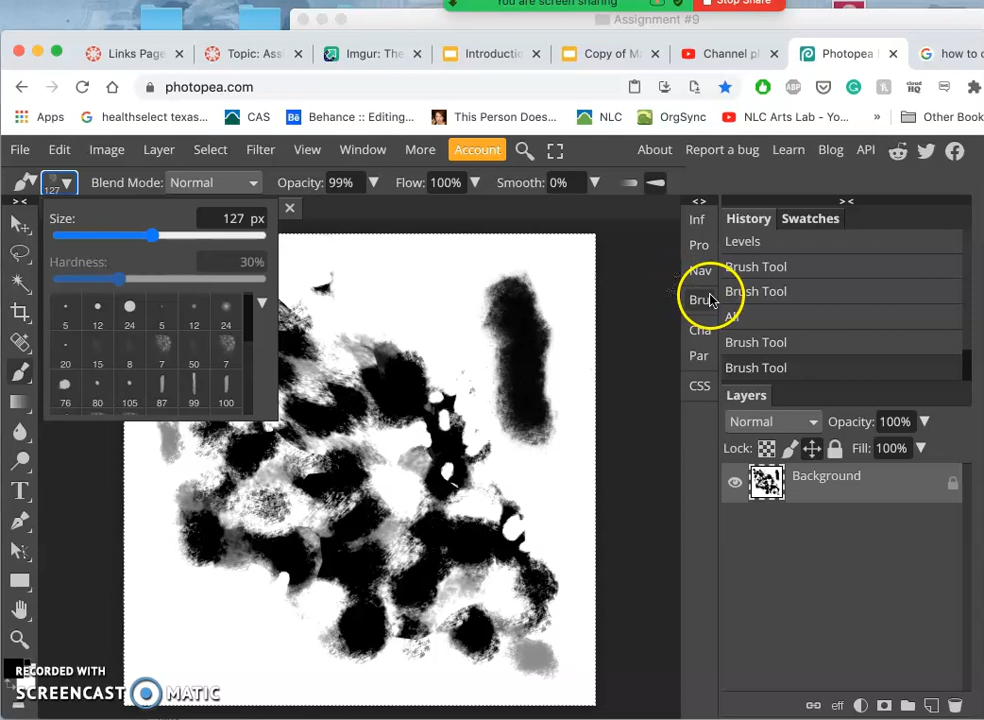 You are screen sharing
Stop Share
Assignment #9
Links Page
Topic: Assi
Imgur: The
Introductio
Copy of M
Channel pl
Photopea
how to c
photopea.com
Apps
healthselect texas...
CAS
Behance :: Editing...
This Person Does...
NLC
OrgSync
NLC Arts Lab - Yo...
»
Other Book
File Edit Image Layer Select Filter View Window More Account
About Report a bug Learn Blog API
127
Blend Mode: Normal
Opacity: 99%
Flow: 100%
Smooth: 0%
> <
<>
> <
Size: 127 px
Hardness: 30%
5 12 24 5 12 24
20 15 8 7 50 7
76 80 105 87 99 100
Inf
Pro
Nav
Bru
Cha
Par
CSS
History Swatches
Levels
Brush Tool
Brush Tool
All
Brush Tool
Brush Tool
Layers
Normal
Opacity: 100%
Lock:
Fill: 100%
Background
eff
RECORDED WITH
SCREENCAST MATIC